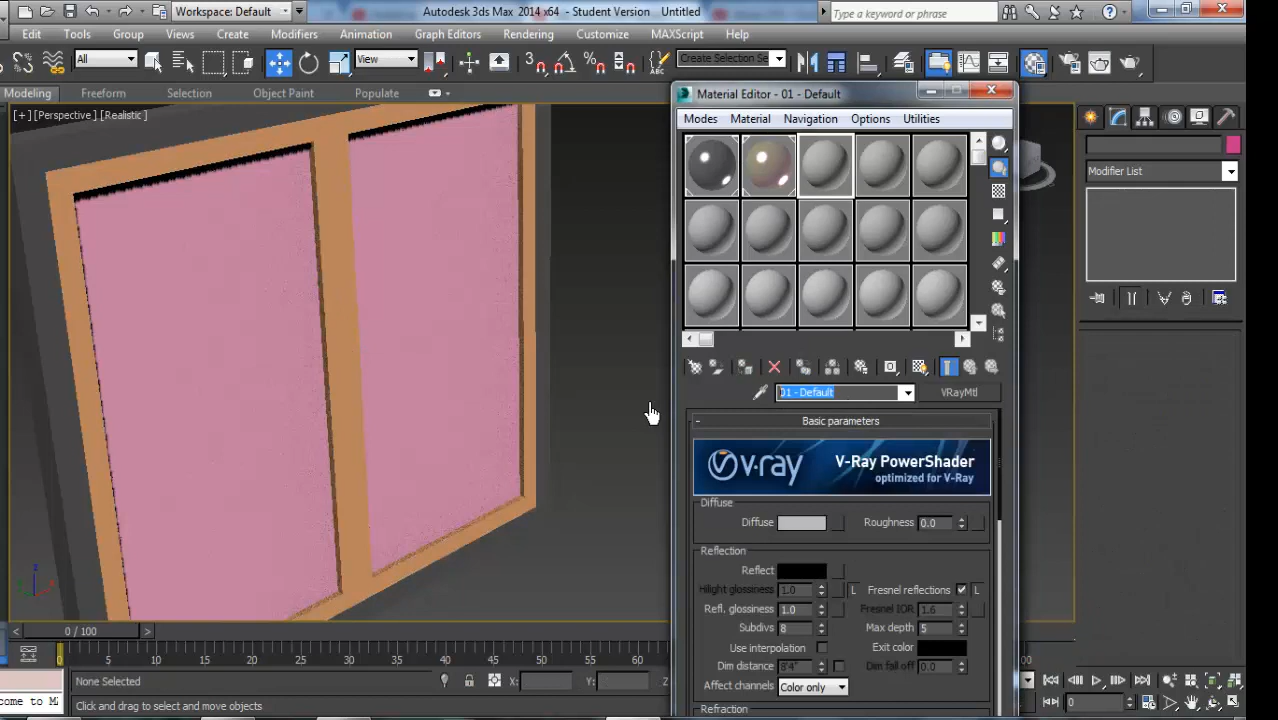 Workspace: Default
Autodesk 3ds Max 2014 x64 - Student Version Untitled
Type a keyword or phrase
Edit Tools Group Views Create Modifiers Animation Graph Editors Rendering Customize MAXScript Help
All
View
3
Create Selection Se
Modeling Freeform Selection Object Paint Populate
[+] [Perspective] [Realistic]
Material Editor - 01 - Default
Modes Material Navigation Options Utilities
Modifier List
01 - Default
VRayMtl
- Basic parameters
v·ray
V-Ray PowerShader
optimized for V-Ray
Diffuse
Diffuse
Roughness 0.0
Reflection
Reflect
Hilight glossiness 1.0 L Fresnel reflections L
Refl. glossiness 1.0 Fresnel IOR 1.6
Subdivs 8 Max depth 5
Use interpolation Exit color
Dim distance 8'4" Dim fall off 0.0
Affect channels Color only
Refraction
0 / 100
0 5 10 15 20 25 30 35 40 45 50 55 60
None Selected
X: Y: Z
Click and drag to select and move objects
0